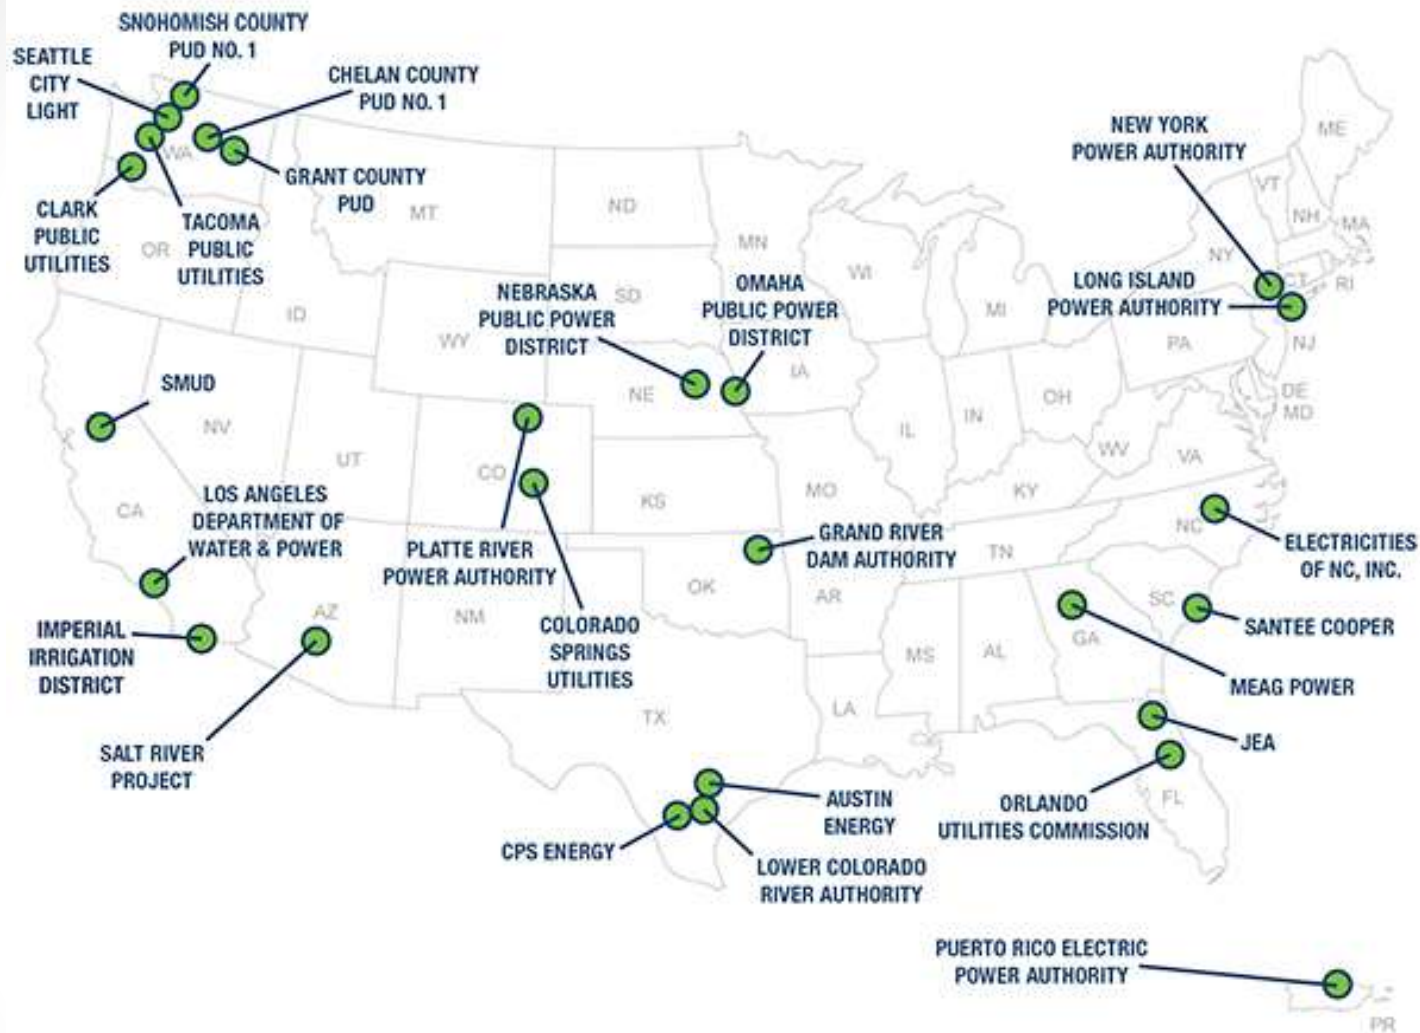 SNOHOMISH COUNTY
PUD NO. 1
SEATTLE
CITY
LIGHT
CHELAN COUNTY
PUD NO. 1
GRANT COUNTY
PUD
CLARK
PUBLIC
UTILITIES
TACOMA
PUBLIC
UTILITIES
NEW YORK
POWER AUTHORITY
LONG ISLAND
POWER AUTHORITY
NEBRASKA
PUBLIC POWER
DISTRICT
OMAHA
PUBLIC POWER
DISTRICT
SMUD
LOS ANGELES
DEPARTMENT OF
WATER & POWER
PLATTE RIVER
POWER AUTHORITY
COLORADO
SPRINGS
UTILITIES
GRAND RIVER
DAM AUTHORITY
ELECTRICITIES
OF NC, INC.
SANTEE COOPER
MEAG POWER
JEA
IMPERIAL
IRRIGATION
DISTRICT
SALT RIVER
PROJECT
AUSTIN
ENERGY
CPS ENERGY
LOWER COLORADO
RIVER AUTHORITY
ORLANDO
UTILITIES COMMISSION
PUERTO RICO ELECTRIC
POWER AUTHORITY
WA
OR
MT
ID
ND
SD
MN
WI
MI
WY
NE
IA
NV
UT
CO
KS
MO
IL
IN
OH
KY
WV
VA
PA
NY
VT
NH
ME
MA
CT
RI
NJ
DE
MD
CA
AZ
NM
OK
AR
TN
NC
SC
GA
AL
MS
LA
TX
FL
PR